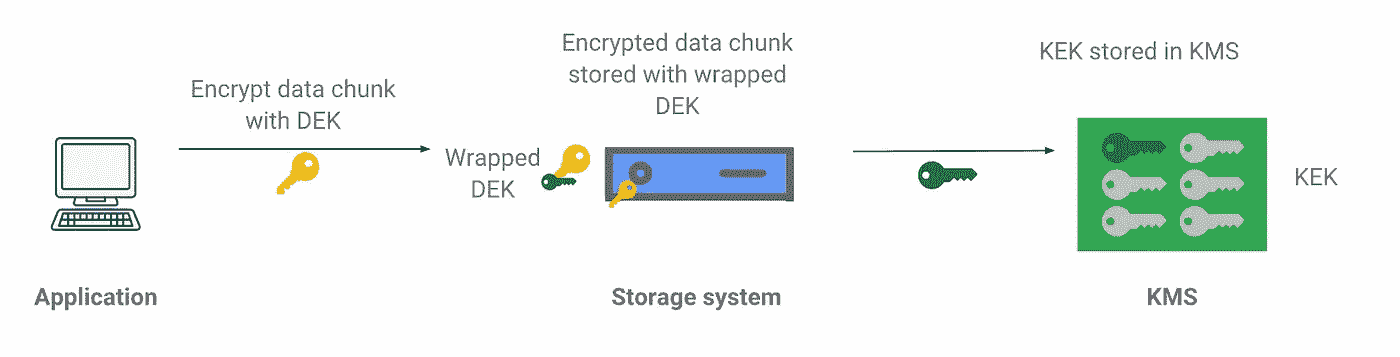 Encrypt data chunk
with DEK
Wrapped
DEK
Encrypted data chunk
stored with wrapped
DEK
KEK stored in KMS
KEK
Application
Storage system
KMS